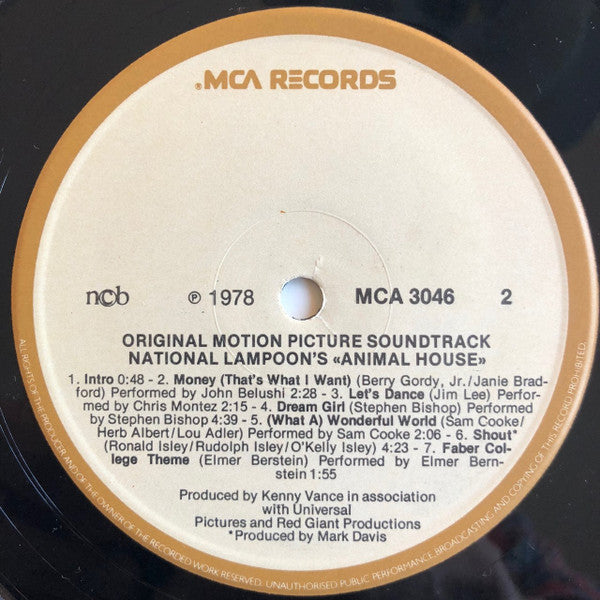 ®MCA RECORDS
ncb ℗ 1978 MCA 3046 2
ORIGINAL MOTION PICTURE SOUNDTRACK
NATIONAL LAMPOON'S «ANIMAL HOUSE»
1. Intro 0:48 - 2. Money (That's What I Want) (Berry Gordy, Jr./Janie Brad-
ford) Performed by John Belushi 2:28 - 3. Let's Dance (Jim Lee) Perfor-
med by Chris Montez 2:15 - 4. Dream Girl (Stephen Bishop) Performed
by Stephen Bishop 4:39 - 5. (What A) Wonderful World (Sam Cooke/
Herb Albert/Lou Adler) Performed by Sam Cooke 2:06 - 6. Shout*
(Ronald Isley/Rudolph Isley/O'Kelly Isley) 4:23 - 7. Faber Col-
lege Theme (Elmer Berstein) Performed by Elmer Bern-
stein 1:55
Produced by Kenny Vance in association
with Universal
Pictures and Red Giant Productions
*Produced by Mark Davis
ALL RIGHTS OF THE PRODUCER AND OF THE OWNER OF THE RECORDED WORK RESERVED. UNAUTHORISED PUBLIC PERFORMANCE BROADCASTING AND COPYING OF THIS RECORD PROHIBITED.